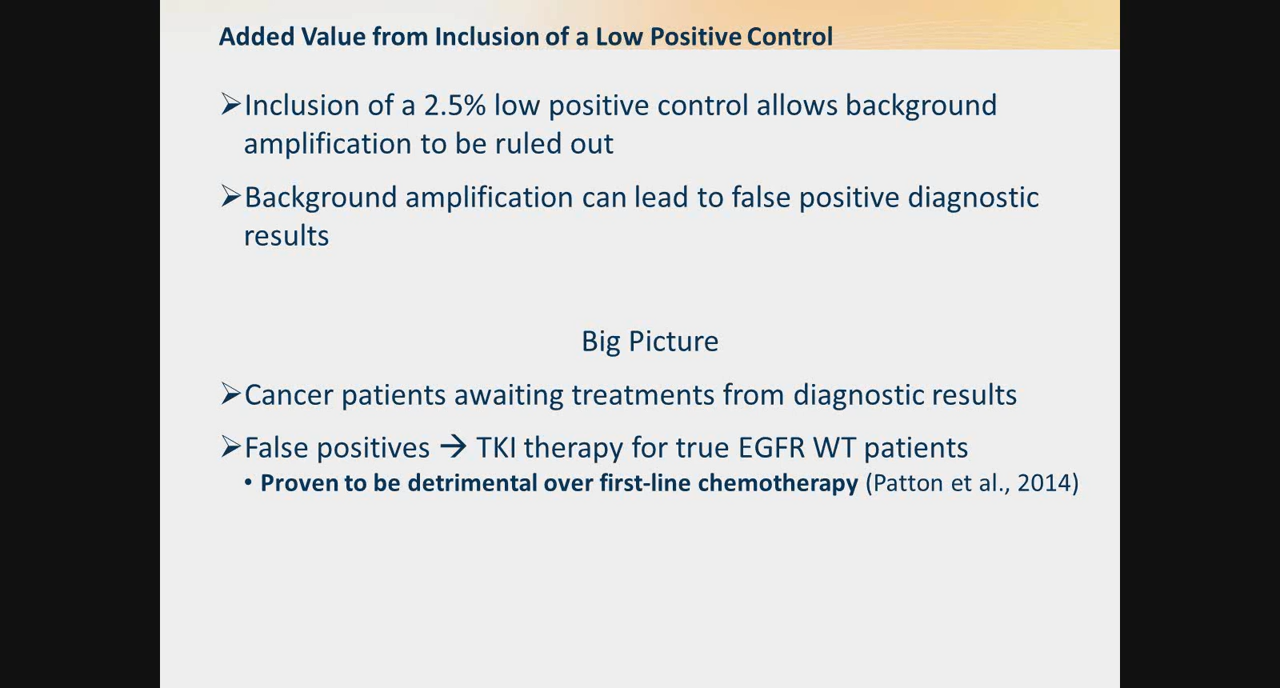 Added Value from Inclusion of a Low Positive Control
➢Inclusion of a 2.5% low positive control allows background
amplification to be ruled out
➢Background amplification can lead to false positive diagnostic
results
Big Picture
➢Cancer patients awaiting treatments from diagnostic results
➢False positives → TKI therapy for true EGFR WT patients
• Proven to be detrimental over first-line chemotherapy (Patton et al., 2014)